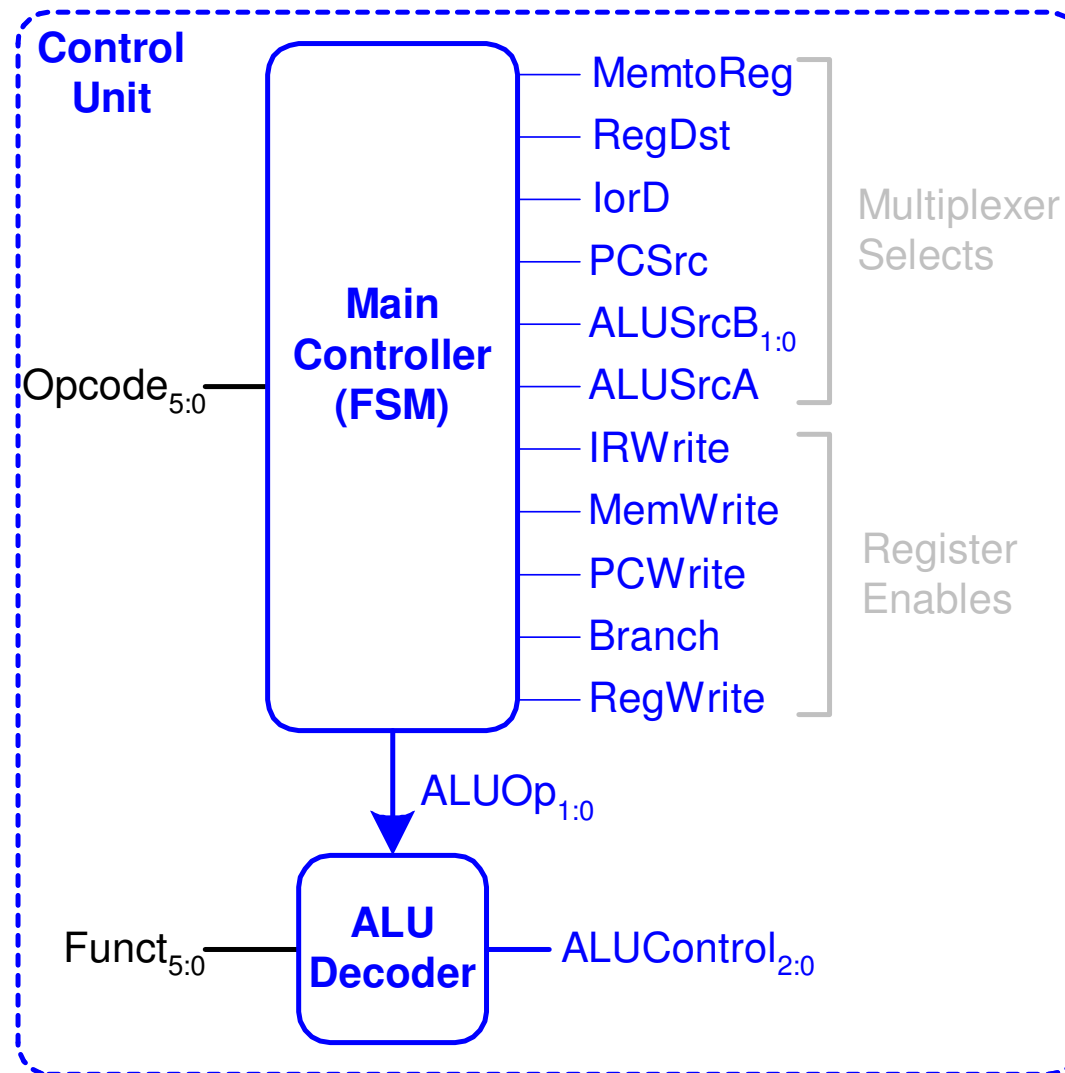 Control
Unit
MemtoReg
RegDst
IorD
PCSrc
ALUSrcB1:0
ALUSrcA
Multiplexer
Selects
Main
Controller
(FSM)
Opcode5:0
IRWrite
MemWrite
PCWrite
Branch
RegWrite
Register
Enables
ALUOp1:0
ALU
Decoder
Funct5:0
ALUControl2:0